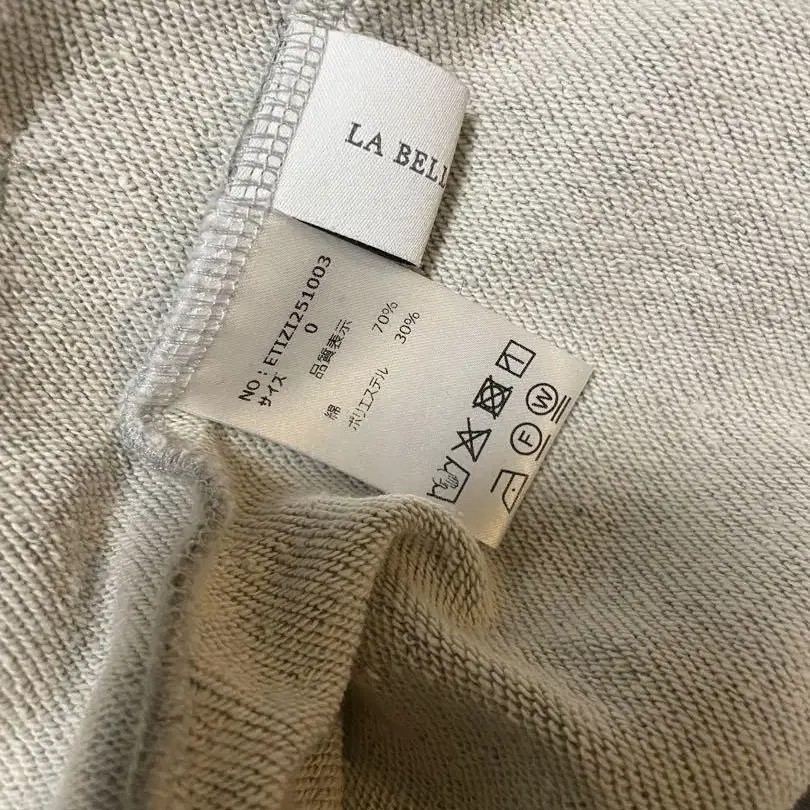 LA BELL
NO：ETIZI251003
サイズ 0
品質表示
綿 70%
ポリエステル 30%
F W